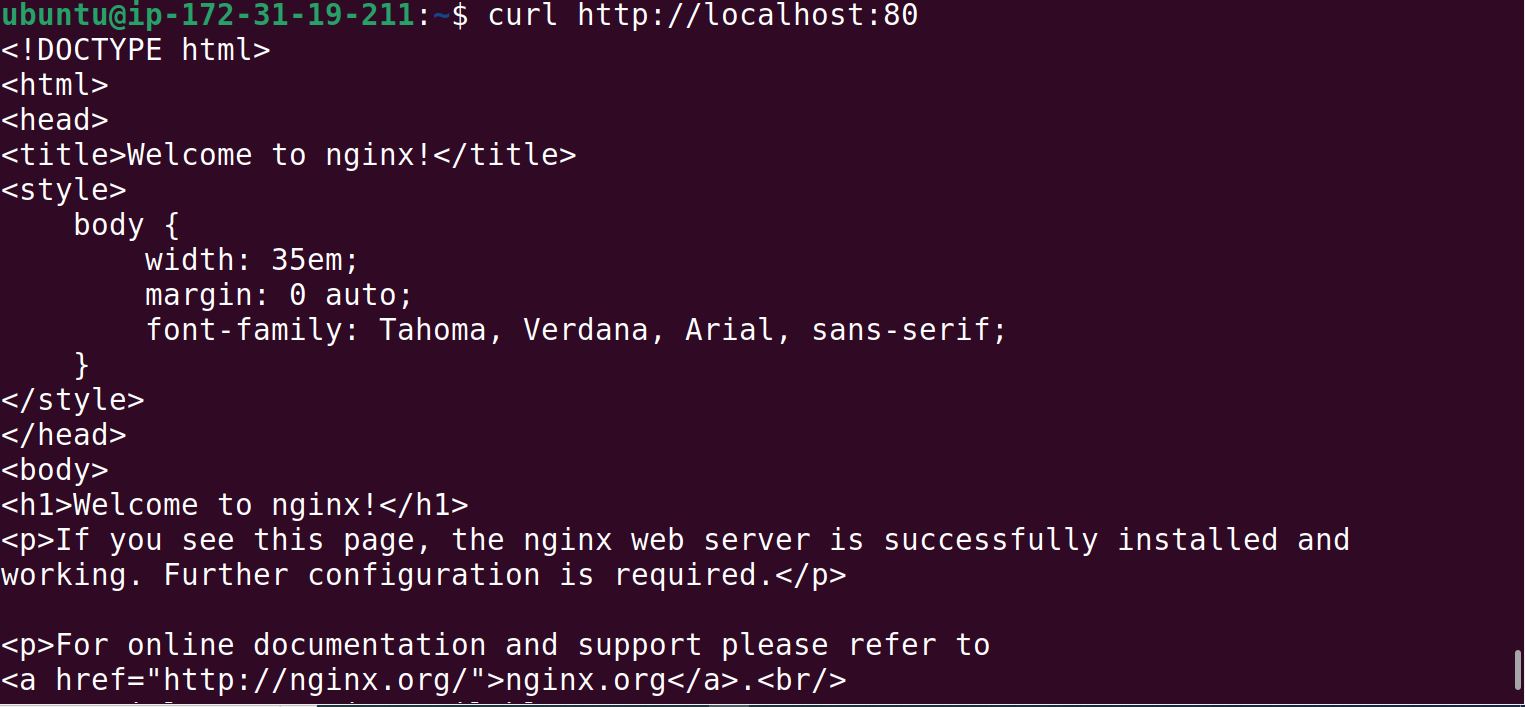 ubuntu@ip-172-31-19-211:~$ curl http://localhost:80
<!DOCTYPE html>
<html>
<head>
<title>Welcome to nginx!</title>
<style>
    body {
        width: 35em;
        margin: 0 auto;
        font-family: Tahoma, Verdana, Arial, sans-serif;
    }
</style>
</head>
<body>
<h1>Welcome to nginx!</h1>
<p>If you see this page, the nginx web server is successfully installed and
working. Further configuration is required.</p>

<p>For online documentation and support please refer to
<a href="http://nginx.org/">nginx.org</a>.<br/>